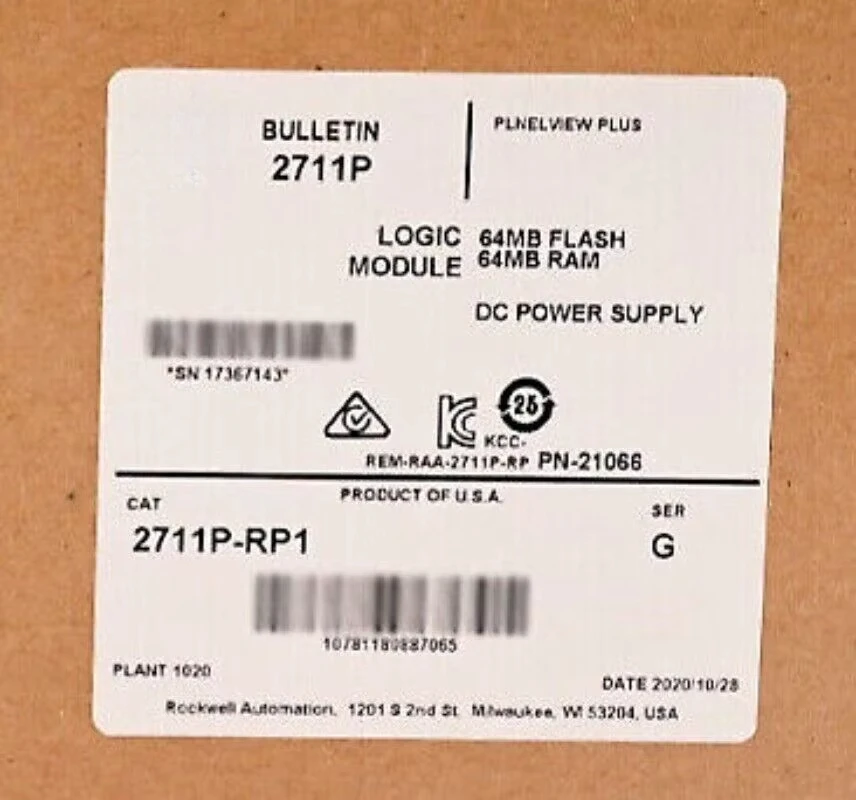 BULLETIN
2711P
PLNELVIEW PLUS
LOGIC MODULE
64MB FLASH
64MB RAM
DC POWER SUPPLY
*SN 17367143*
25
KCC-
REM-RAA-2711P-RP PN-21066
PRODUCT OF U.S.A.
CAT
2711P-RP1
SER
G
10781180887065
PLANT 1020
DATE 2020/10/28
Rockwell Automation, 1201 S 2nd St. Milwaukee, WI 53204, USA